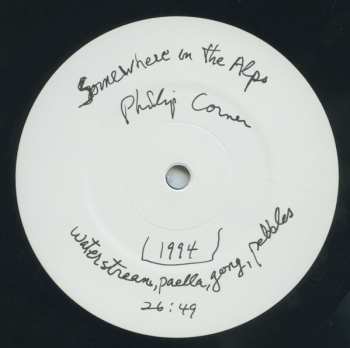 Somewhere in the Alps
Philip Corner
1994
waterstream, paella, gong, pebbles
26:49